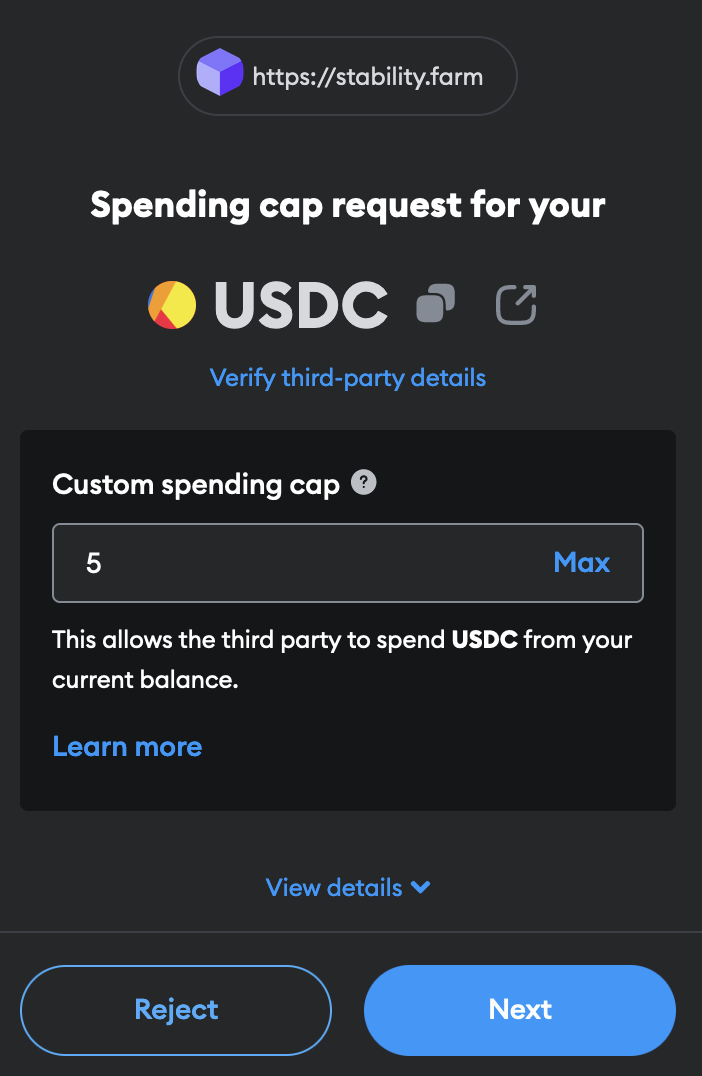 https://stability.farm
Spending cap request for your
USDC
Verify third-party details
Custom spending cap ?
5 Max
This allows the third party to spend USDC from your
current balance.
Learn more
View details
Reject Next